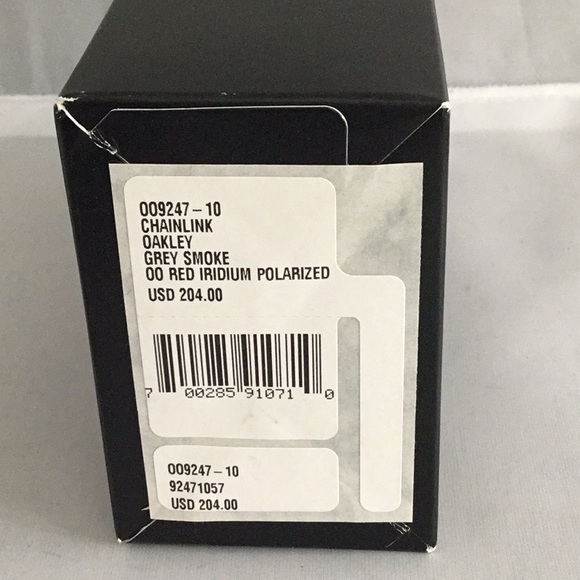 OO9247-10
CHAINLINK
OAKLEY
GREY SMOKE
OO RED IRIDIUM POLARIZED
USD 204.00
7 00285 91071 0
OO9247-10
92471057
USD 204.00